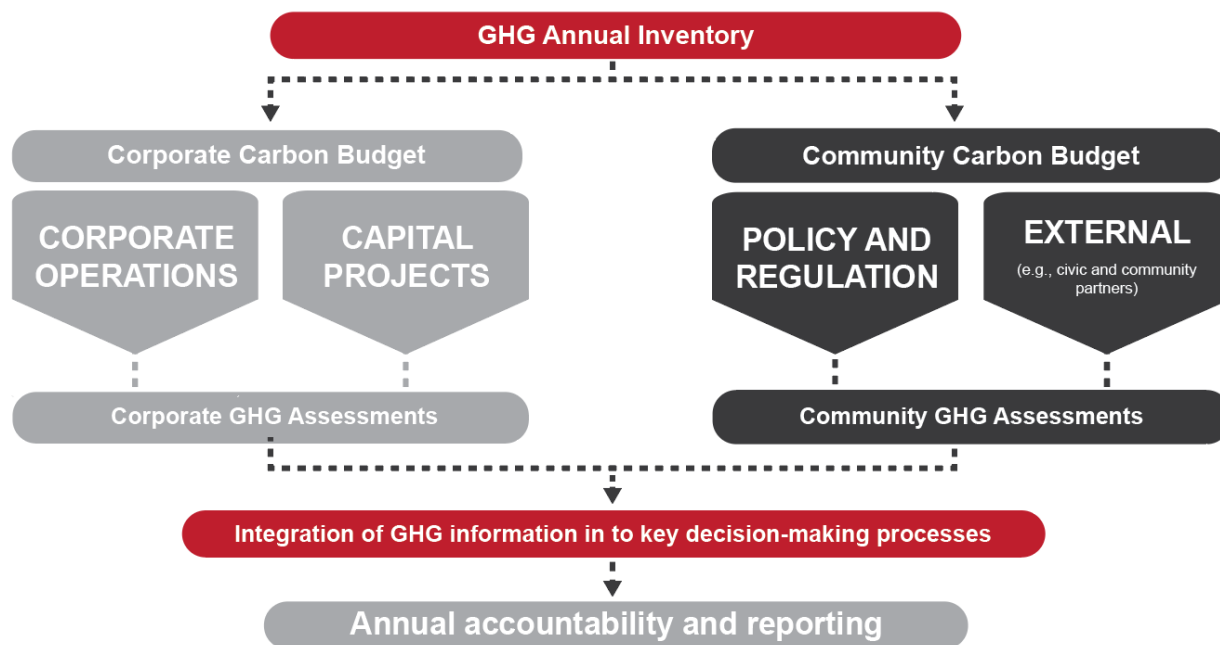 GHG Annual Inventory
Corporate Carbon Budget
CORPORATE
OPERATIONS
CAPITAL
PROJECTS
Corporate GHG Assessments
Community Carbon Budget
POLICY AND
REGULATION
EXTERNAL
(e.g., civic and community
partners)
Community GHG Assessments
Integration of GHG information in to key decision-making processes
Annual accountability and reporting